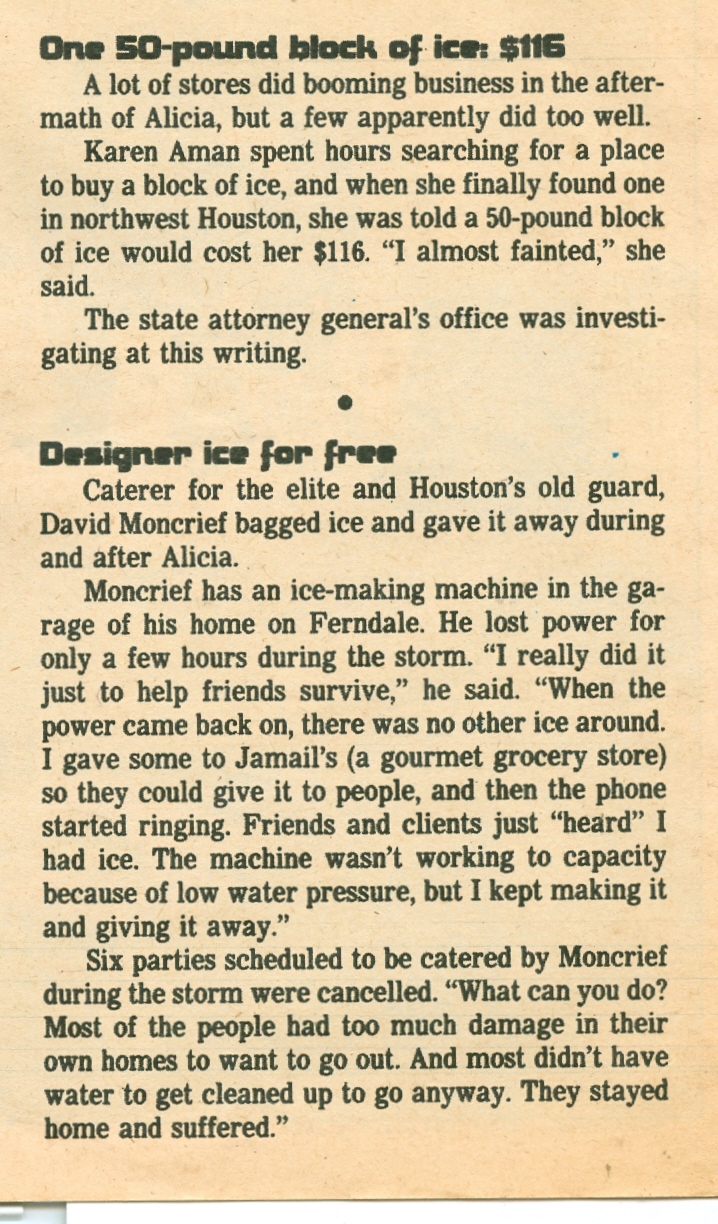 One 50-pound block of ice: $116
A lot of stores did booming business in the after-
math of Alicia, but a few apparently did too well.
Karen Aman spent hours searching for a place
to buy a block of ice, and when she finally found one
in northwest Houston, she was told a 50-pound block
of ice would cost her $116. “I almost fainted,” she
said.
The state attorney general’s office was investi-
gating at this writing.
●
Designer ice for free
Caterer for the elite and Houston’s old guard,
David Moncrief bagged ice and gave it away during
and after Alicia.
Moncrief has an ice-making machine in the ga-
rage of his home on Ferndale. He lost power for
only a few hours during the storm. “I really did it
just to help friends survive,” he said. “When the
power came back on, there was no other ice around.
I gave some to Jamail’s (a gourmet grocery store)
so they could give it to people, and then the phone
started ringing. Friends and clients just “heard” I
had ice. The machine wasn’t working to capacity
because of low water pressure, but I kept making it
and giving it away.”
Six parties scheduled to be catered by Moncrief
during the storm were cancelled. “What can you do?
Most of the people had too much damage in their
own homes to want to go out. And most didn’t have
water to get cleaned up to go anyway. They stayed
home and suffered.”